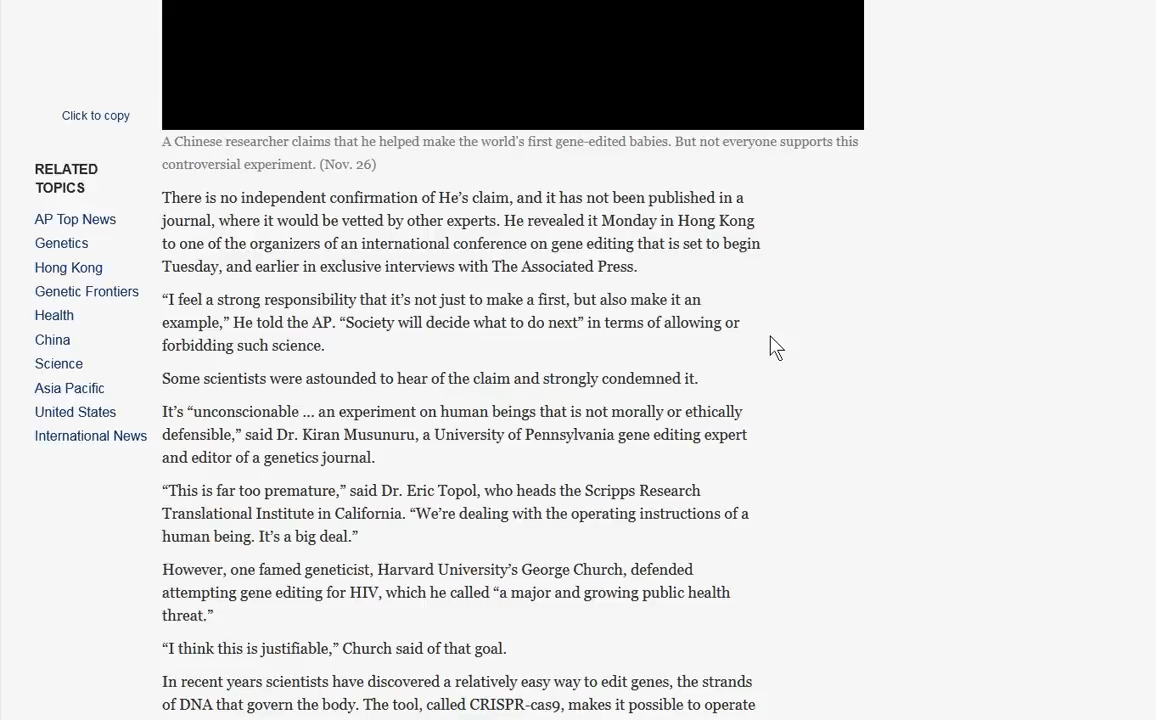 Click to copy
RELATED
TOPICS
AP Top News
Genetics
Hong Kong
Genetic Frontiers
Health
China
Science
Asia Pacific
United States
International News
A Chinese researcher claims that he helped make the world's first gene-edited babies. But not everyone supports this
controversial experiment. (Nov. 26)
There is no independent confirmation of He’s claim, and it has not been published in a
journal, where it would be vetted by other experts. He revealed it Monday in Hong Kong
to one of the organizers of an international conference on gene editing that is set to begin
Tuesday, and earlier in exclusive interviews with The Associated Press.
“I feel a strong responsibility that it’s not just to make a first, but also make it an
example,” He told the AP. “Society will decide what to do next” in terms of allowing or
forbidding such science.
Some scientists were astounded to hear of the claim and strongly condemned it.
It’s “unconscionable ... an experiment on human beings that is not morally or ethically
defensible,” said Dr. Kiran Musunuru, a University of Pennsylvania gene editing expert
and editor of a genetics journal.
“This is far too premature,” said Dr. Eric Topol, who heads the Scripps Research
Translational Institute in California. “We’re dealing with the operating instructions of a
human being. It’s a big deal.”
However, one famed geneticist, Harvard University’s George Church, defended
attempting gene editing for HIV, which he called “a major and growing public health
threat.”
“I think this is justifiable,” Church said of that goal.
In recent years scientists have discovered a relatively easy way to edit genes, the strands
of DNA that govern the body. The tool, called CRISPR-cas9, makes it possible to operate